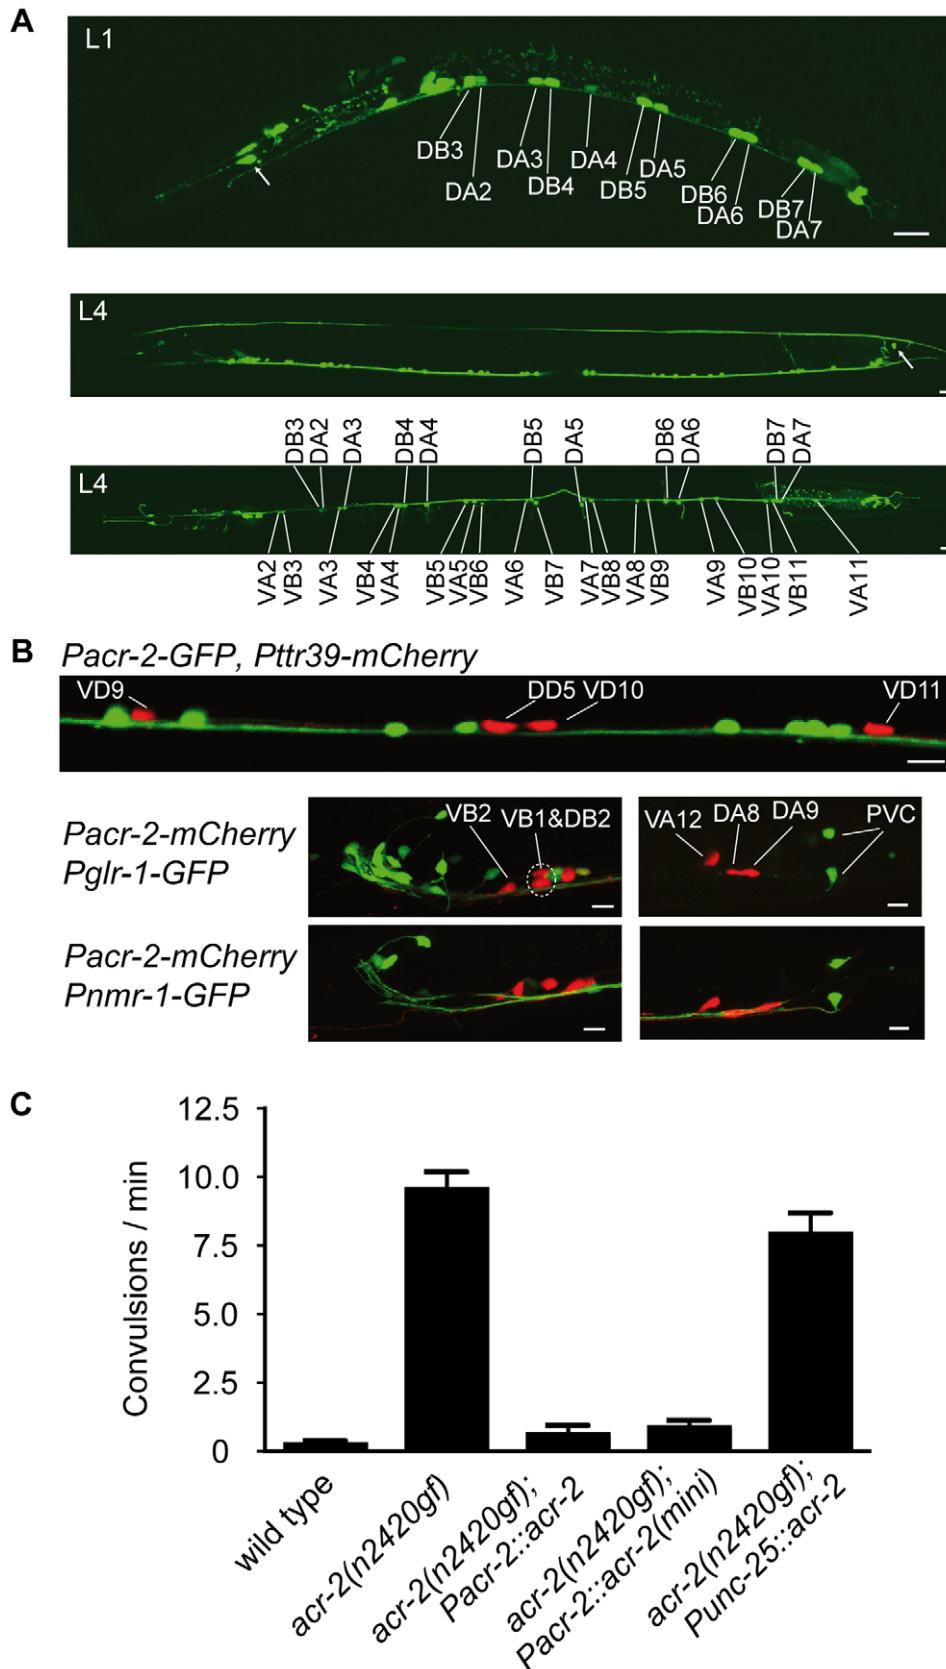 A
L1
DB3
DA2
DA3
DB4
DA4
DB5
DA5
DB6
DA6
DB7
DA7
L4
L4
DB3
DA2
DA3
DB4
DA4
DB5
DA5
DB6
DA6
DB7
DA7
VA2
VB3
VA3
VB4
VA4
VB5
VA5
VB6
VA6
VB7
VA7
VB8
VA8
VB9
VA9
VB10
VA10
VB11
VA11
B
Pacr-2-GFP, Pttr39-mCherry
VD9
DD5 VD10
VD11
Pacr-2-mCherry
Pglr-1-GFP
VB2
VB1&DB2
VA12
DA8
DA9
PVC
Pacr-2-mCherry
Pnmr-1-GFP
C
Convulsions / min
12.5
10.0
7.5
5.0
2.5
0
wild type
acr-2(n2420gf)
acr-2(n2420gf);
Pacr-2::acr-2
acr-2(n2420gf);
Pacr-2::acr-2(mini)
acr-2(n2420gf);
Punc-25::acr-2